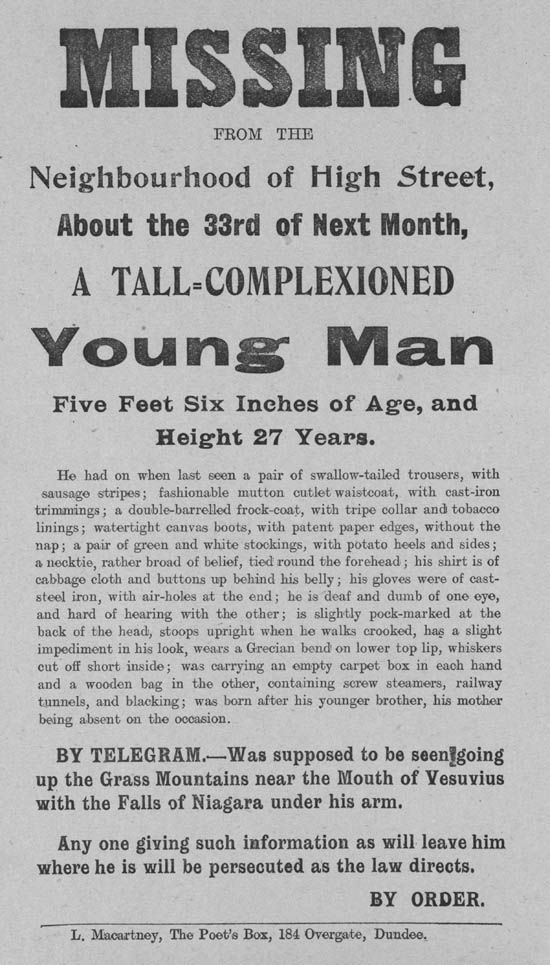 MISSING
FROM THE
Neighbourhood of High Street,
About the 33rd of Next Month,
A TALL=COMPLEXIONED
Young Man
Five Feet Six Inches of Age, and
Height 27 Years.
He had on when last seen a pair of swallow-tailed trousers, with
sausage stripes; fashionable mutton cutlet waistcoat, with cast-iron
trimmings; a double-barrelled frock-coat, with tripe collar and tobacco
linings; watertight canvas boots, with patent paper edges, without the
nap; a pair of green and white stockings, with potato heels and sides;
a necktie, rather broad of belief, tied round the forehead; his shirt is of
cabbage cloth and buttons up behind his belly; his gloves were of cast-
steel iron, with air-holes at the end; he is deaf and dumb of one eye,
and hard of hearing with the other; is slightly pock-marked at the
back of the head, stoops upright when he walks crooked, has a slight
impediment in his look, wears a Grecian bend on lower top lip, whiskers
cut off short inside; was carrying an empty carpet box in each hand
and a wooden bag in the other, containing screw steamers, railway
tunnels, and blacking; was born after his younger brother, his mother
being absent on the occasion.
BY TELEGRAM.—Was supposed to be seen going
up the Grass Mountains near the Mouth of Vesuvius
with the Falls of Niagara under his arm.
Any one giving such information as will leave him
where he is will be persecuted as the law directs.
BY ORDER.
L. Macartney, The Poet's Box, 184 Overgate, Dundee.